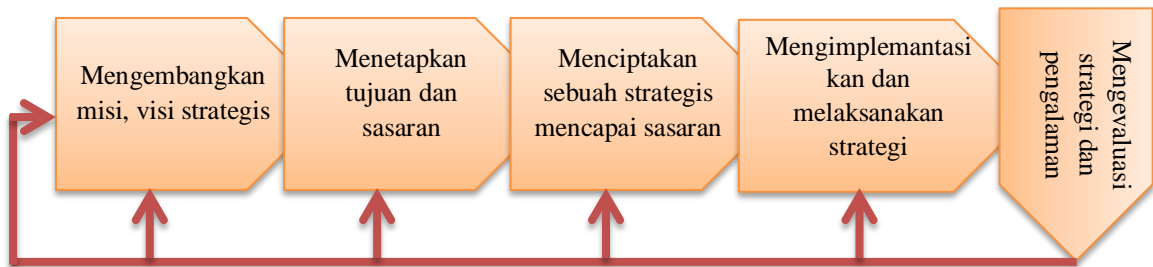 Mengembangkan
misi, visi strategis
Menetapkan
tujuan dan
sasaran
Menciptakan
sebuah strategis
mencapai sasaran
Mengimplemantasi
kan dan
melaksanakan
strategi
Mengevaluasi
strategi dan
pengalaman